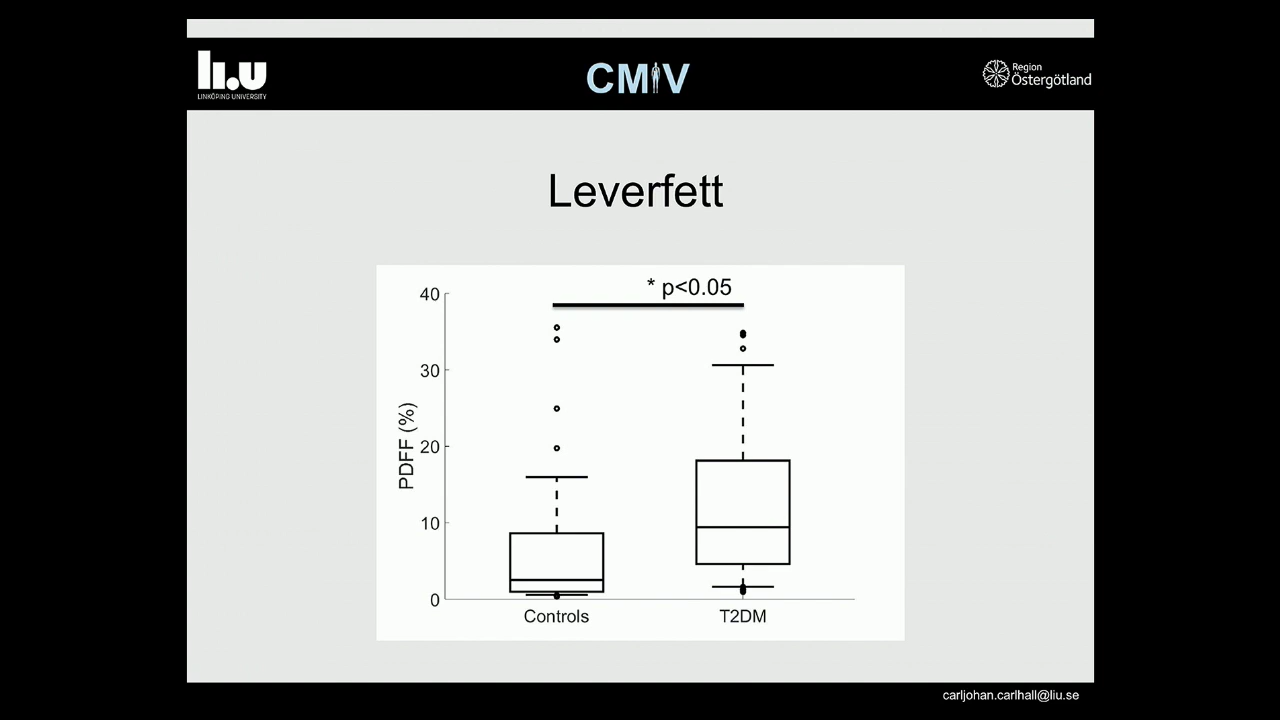 li.u
LINKÖPING UNIVERSITY
CMIV
Region
Östergötland
Leverfett
* p<0.05
40
30
20
10
0
PDFF (%)
Controls
T2DM
carljohan.carlhall@liu.se